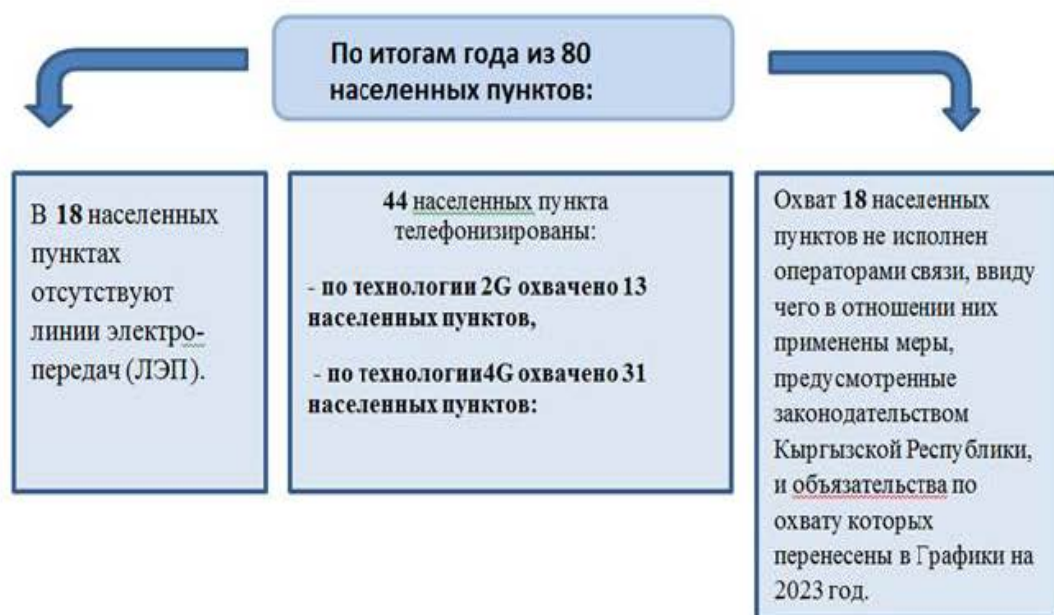 По итогам года из 80
населенных пунктов:
В 18 населенных
пунктах
отсутствуют
линии электро-
передач (ЛЭП).
44 населенных пункта
телефонизированы:
- по технологии 2G охвачено 13
населенных пунктов,
- по технологии4G охвачено 31
населенных пунктов:
Охват 18 населенных
пунктов не исполнен
операторами связи, ввиду
чего в отношении них
применены меры,
предусмотренные
законодательством
Кыргызской Республики,
и объязательства по
охвату которых
перенесены в Графики на
2023 год.